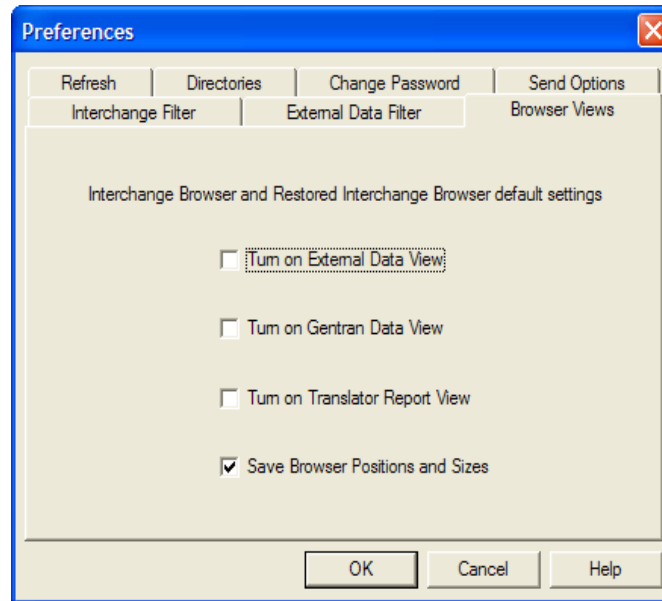 Preferences
Refresh Directories Change Password Send Options
Interchange Filter External Data Filter Browser Views
Interchange Browser and Restored Interchange Browser default settings
Turn on External Data View
Turn on Gentran Data View
Turn on Translator Report View
Save Browser Positions and Sizes
OK Cancel Help